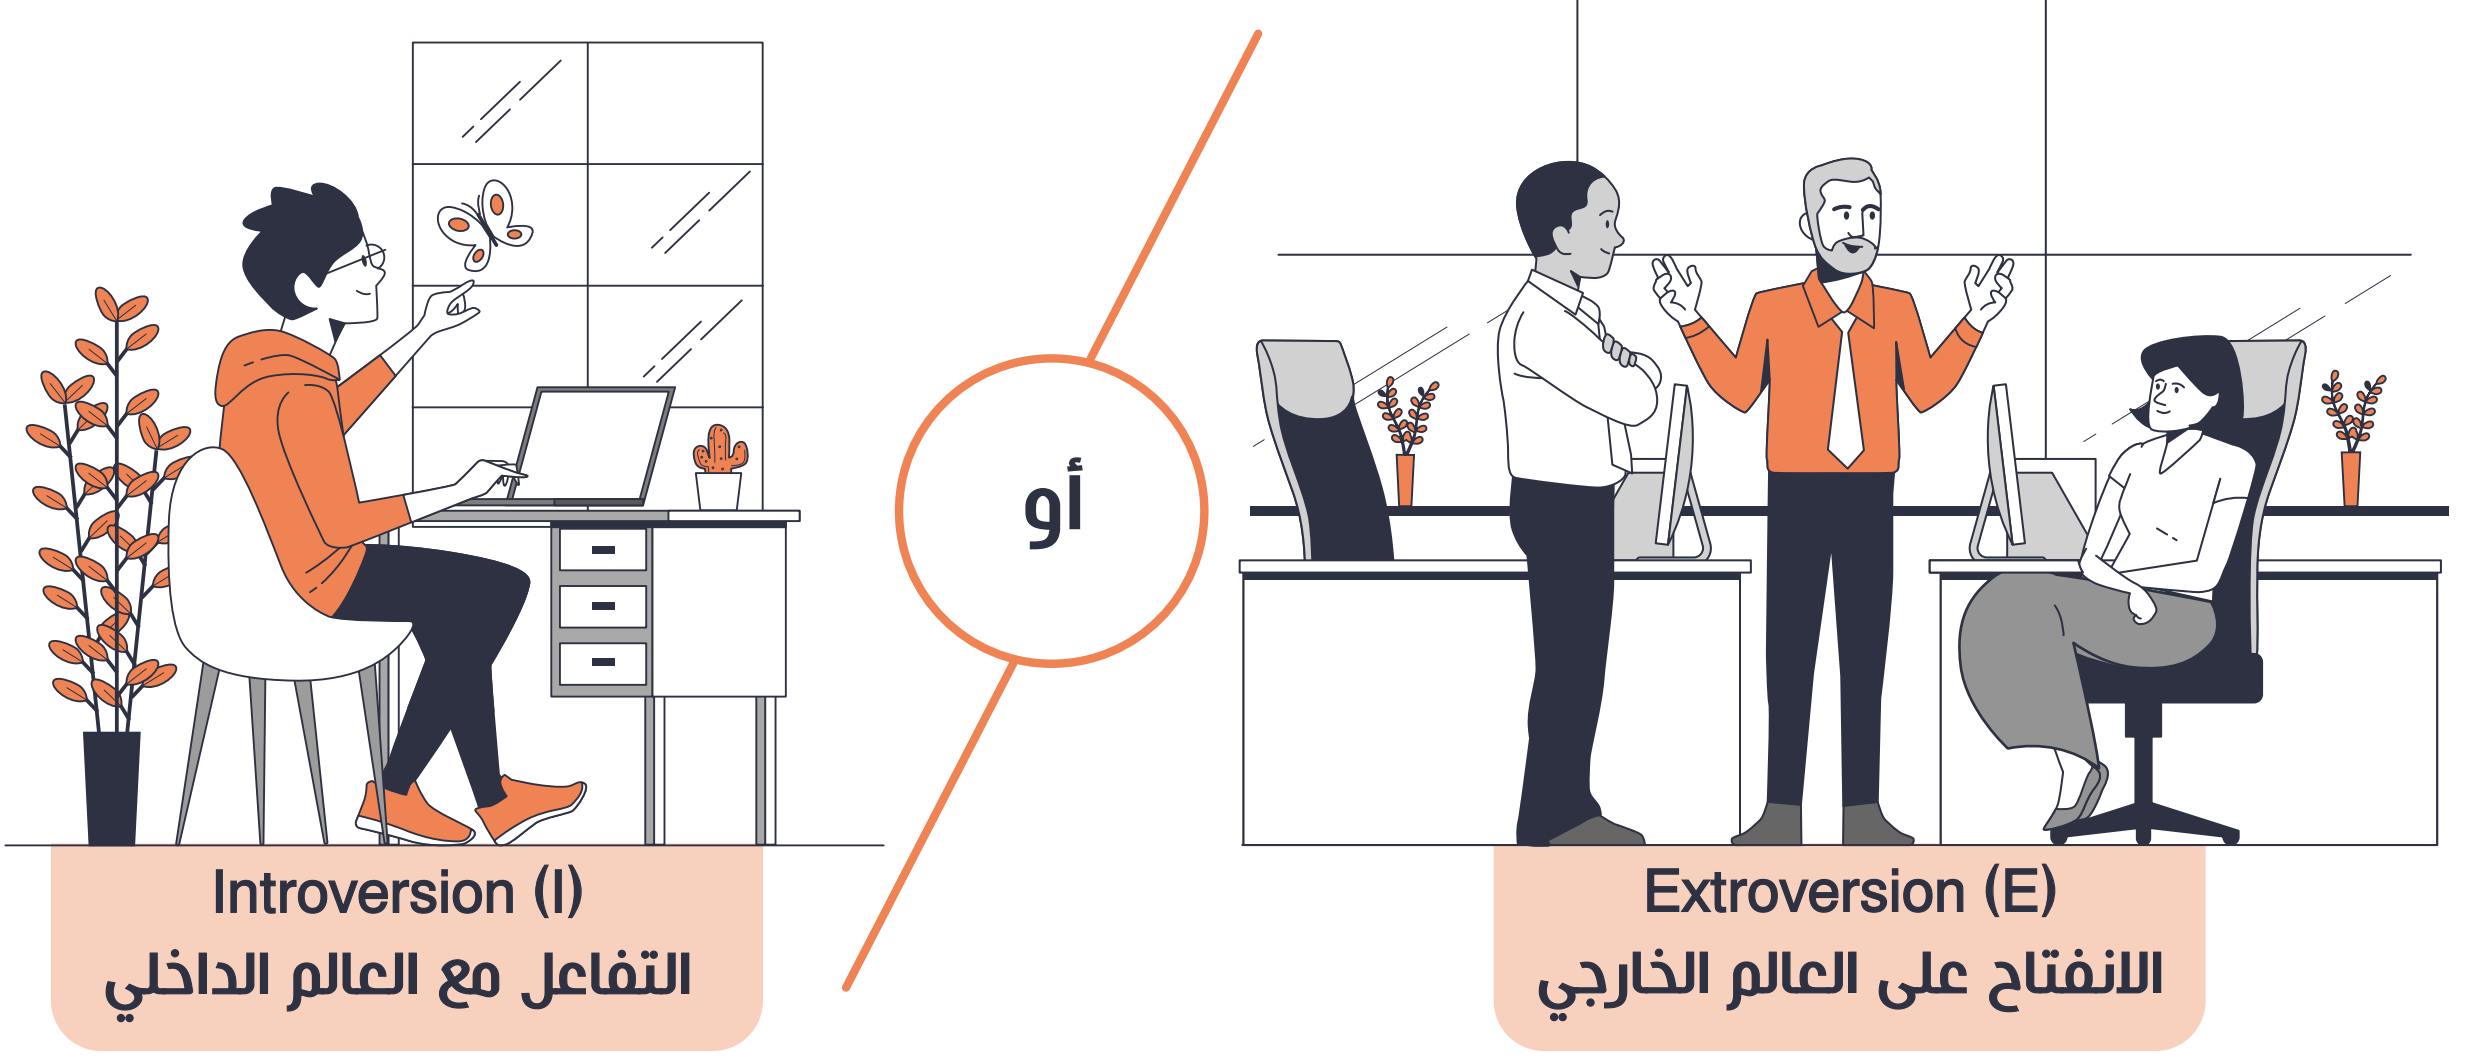 Introversion (I)
التفاعل مع العالم الداخلي
أو
Extroversion (E)
الانفتاح على العالم الخارجي